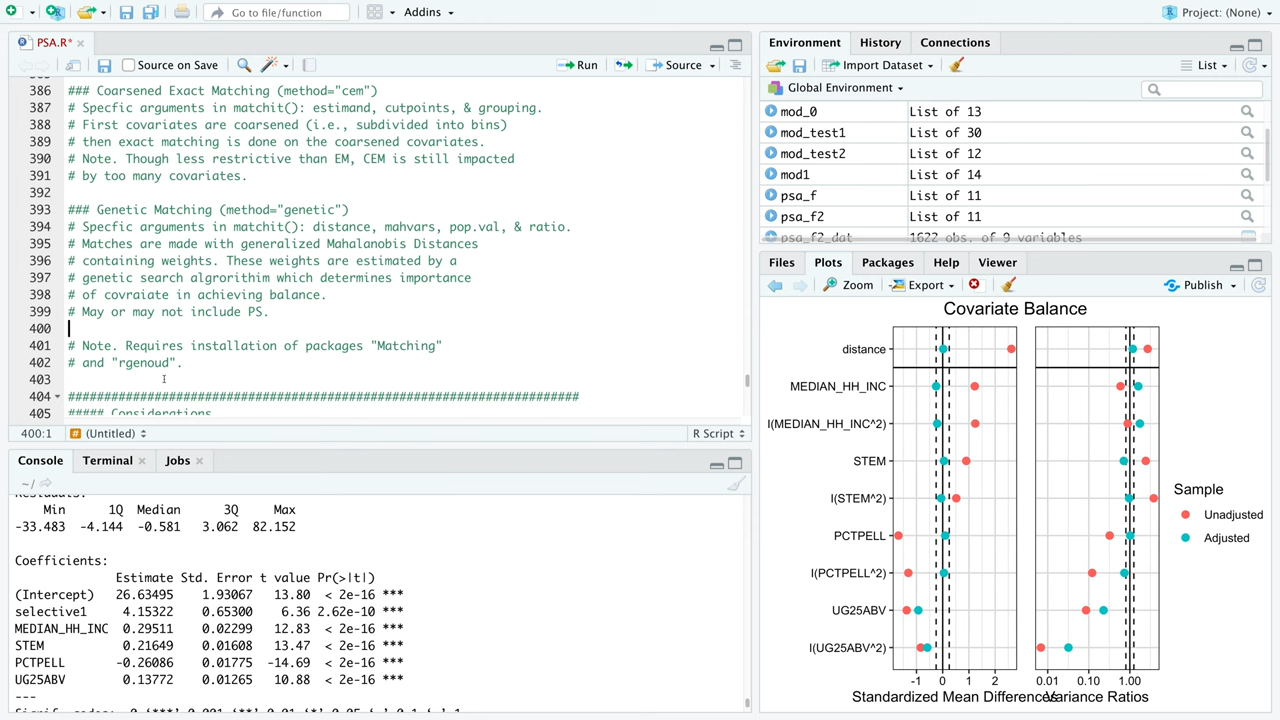 Go to file/function
Addins
Project: (None)
PSA.R*
Source on Save
Run
Source
386 ### Coarsened Exact Matching (method="cem")
387 # Specfic arguments in matchit(): estimand, cutpoints, & grouping.
388 # First covariates are coarsened (i.e., subdivided into bins)
389 # then exact matching is done on the coarsened covariates.
390 # Note. Though less restrictive than EM, CEM is still impacted
391 # by too many covariates.
392
393 ### Genetic Matching (method="genetic")
394 # Specfic arguments in matchit(): distance, mahvars, pop.val, & ratio.
395 # Matches are made with generalized Mahalanobis Distances
396 # containing weights. These weights are estimated by a
397 # genetic search algrorithim which determines importance
398 # of covraiate in achieving balance.
399 # May or may not include PS.
400
401 # Note. Requires installation of packages "Matching"
402 # and "rgenoud".
403
404 ########################################################################
405 ##### Considerations
400:1 # (Untitled) R Script
Console Terminal Jobs
~/
Residuals:
Min 1Q Median 3Q Max
-33.483 -4.144 -0.581 3.062 82.152
Coefficients:
Estimate Std. Error t value Pr(>|t|)
(Intercept) 26.63495 1.93067 13.80 < 2e-16 ***
selective1 4.15322 0.65300 6.36 2.62e-10 ***
MEDIAN_HH_INC 0.29511 0.02299 12.83 < 2e-16 ***
STEM 0.21649 0.01608 13.47 < 2e-16 ***
PCTPELL -0.26086 0.01775 -14.69 < 2e-16 ***
UG25ABV 0.13772 0.01265 10.88 < 2e-16 ***
---
Environment History Connections
Import Dataset List
Global Environment
mod_0 List of 13
mod_test1 List of 30
mod_test2 List of 12
mod1 List of 14
psa_f List of 11
psa_f2 List of 11
psa_f2_dat 1622 obs. of 9 variables
Files Plots Packages Help Viewer
Zoom Export Publish
Covariate Balance
distance
MEDIAN_HH_INC
I(MEDIAN_HH_INC^2)
STEM
I(STEM^2)
PCTPELL
I(PCTPELL^2)
UG25ABV
I(UG25ABV^2)
-1 0 1 2
0.01 0.10 1.00
Standardized Mean Differences
Variance Ratios
Sample
Unadjusted
Adjusted